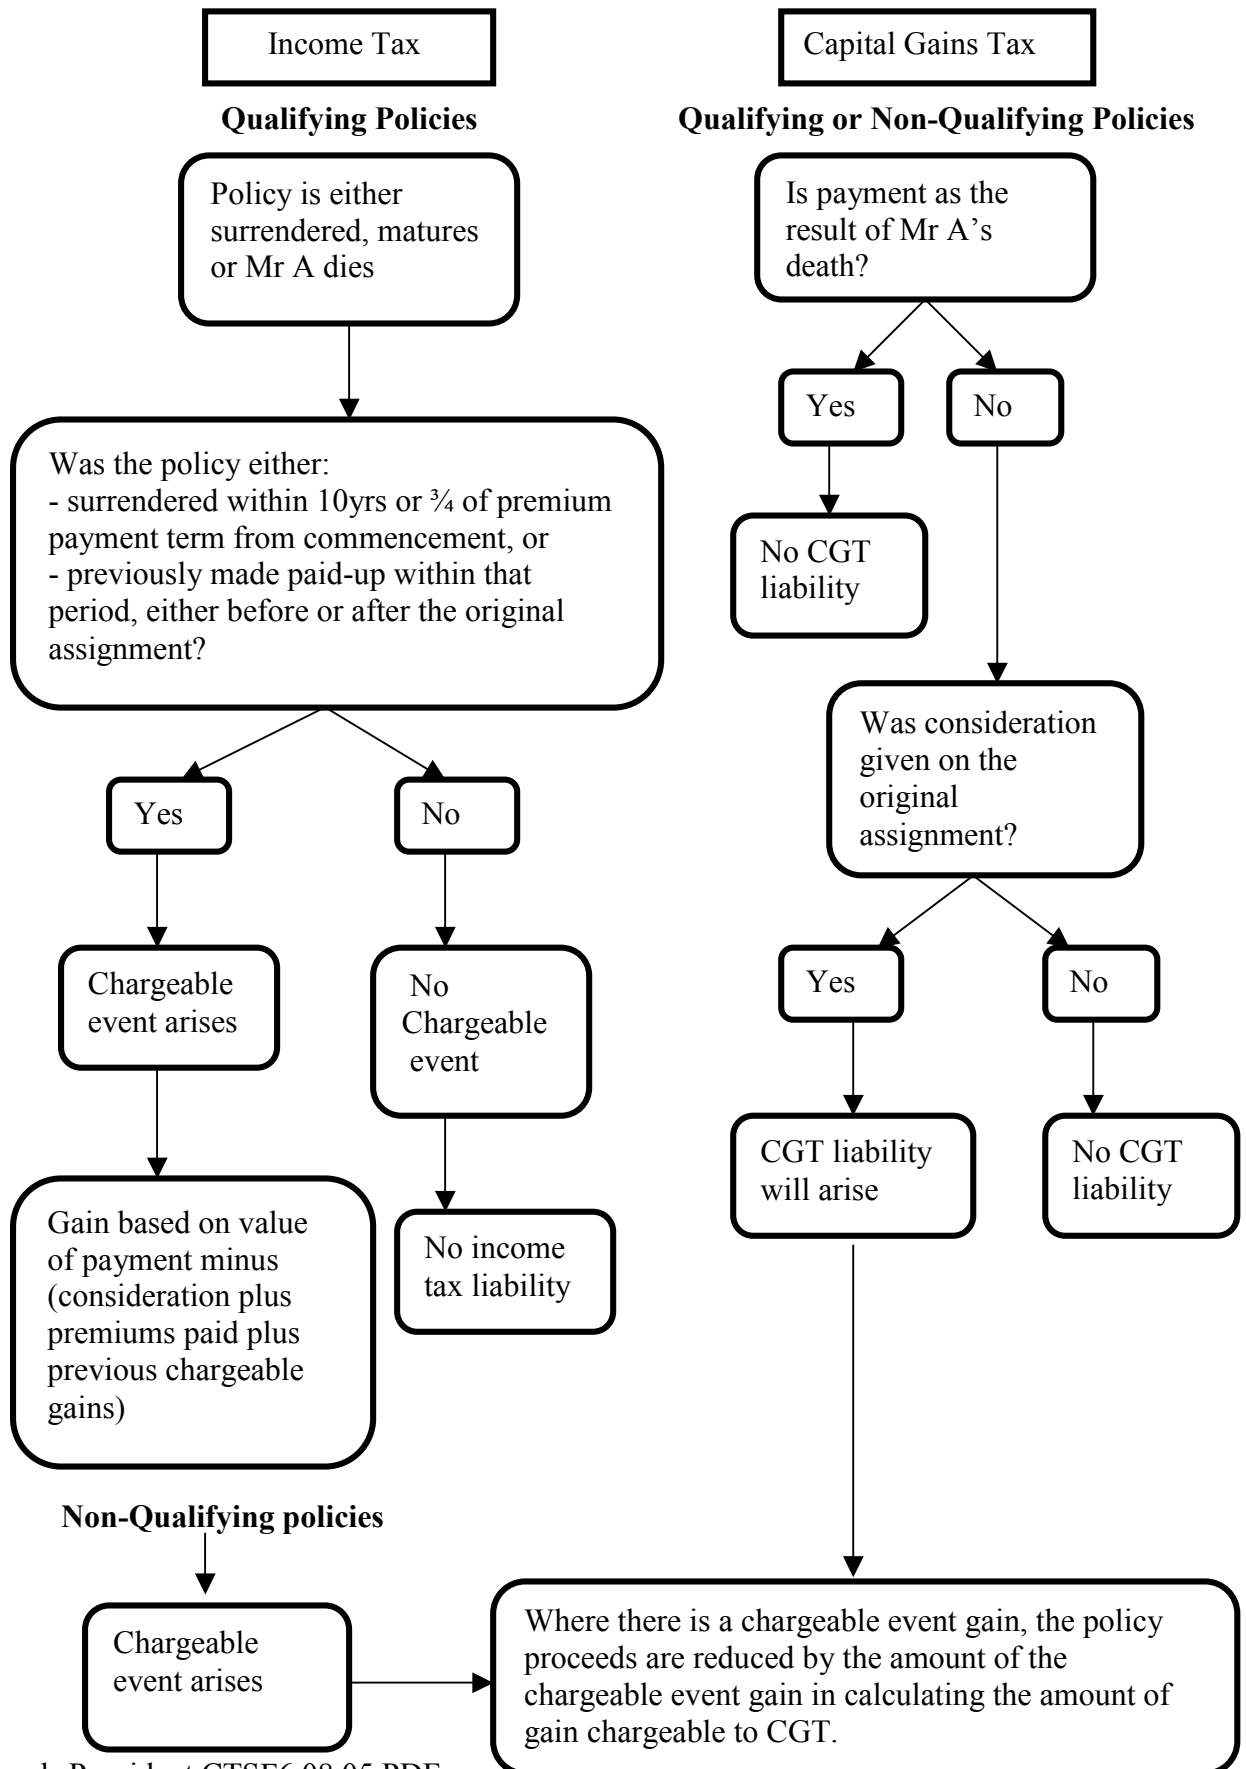 Income Tax
Qualifying Policies
Policy is either
surrendered, matures
or Mr A dies
Was the policy either:
- surrendered within 10yrs or ¾ of premium
payment term from commencement, or
- previously made paid-up within that
period, either before or after the original
assignment?
Yes
No
Chargeable
event arises
No
Chargeable
event
Gain based on value
of payment minus
(consideration plus
premiums paid plus
previous chargeable
gains)
No income
tax liability
Non-Qualifying policies
Chargeable
event arises
Capital Gains Tax
Qualifying or Non-Qualifying Policies
Is payment as the
result of Mr A’s
death?
Yes
No
No CGT
liability
Was consideration
given on the
original
assignment?
Yes
No
CGT liability
will arise
No CGT
liability
Where there is a chargeable event gain, the policy
proceeds are reduced by the amount of the
chargeable event gain in calculating the amount of
gain chargeable to CGT.
Provident CTSE6 08.05 PDF